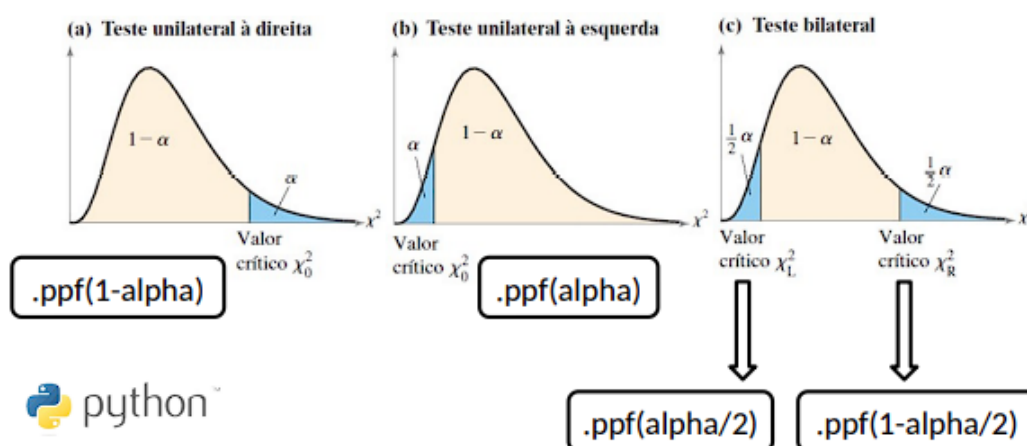 (a) Teste unilateral à direita
1 − α
α
χ²
Valor
crítico χ²₀
.ppf(1-alpha)
(b) Teste unilateral à esquerda
α
1 − α
χ²
Valor
crítico χ²₀
.ppf(alpha)
(c) Teste bilateral
½α
1 − α
½α
χ²
Valor
crítico χ²L
Valor
crítico χ²R
.ppf(alpha/2)
.ppf(1-alpha/2)
python™